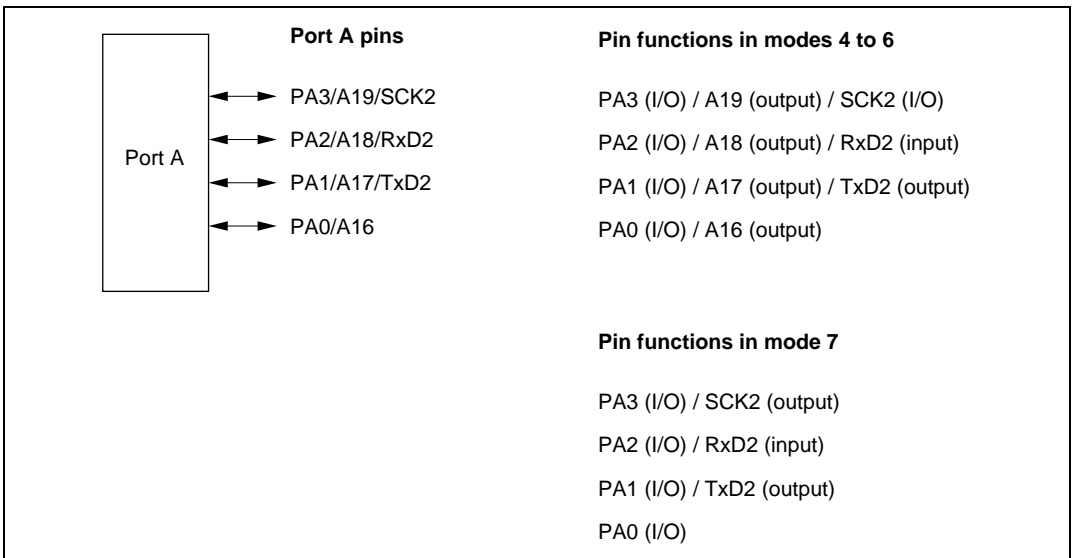 Port A
Port A pins
PA3/A19/SCK2
PA2/A18/RxD2
PA1/A17/TxD2
PA0/A16
Pin functions in modes 4 to 6
PA3 (I/O) / A19 (output) / SCK2 (I/O)
PA2 (I/O) / A18 (output) / RxD2 (input)
PA1 (I/O) / A17 (output) / TxD2 (output)
PA0 (I/O) / A16 (output)
Pin functions in mode 7
PA3 (I/O) / SCK2 (output)
PA2 (I/O) / RxD2 (input)
PA1 (I/O) / TxD2 (output)
PA0 (I/O)